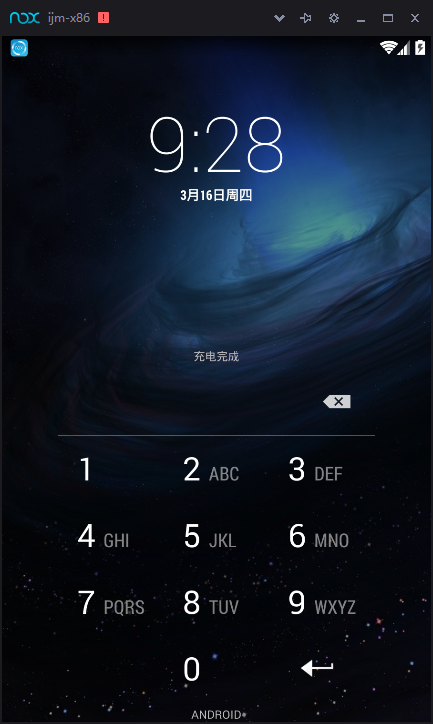 nox ijm-x86 !
nox
9:28
3月16日周四
充电完成
1
2 ABC
3 DEF
4 GHI
5 JKL
6 MNO
7 PQRS
8 TUV
9 WXYZ
0
ANDROID